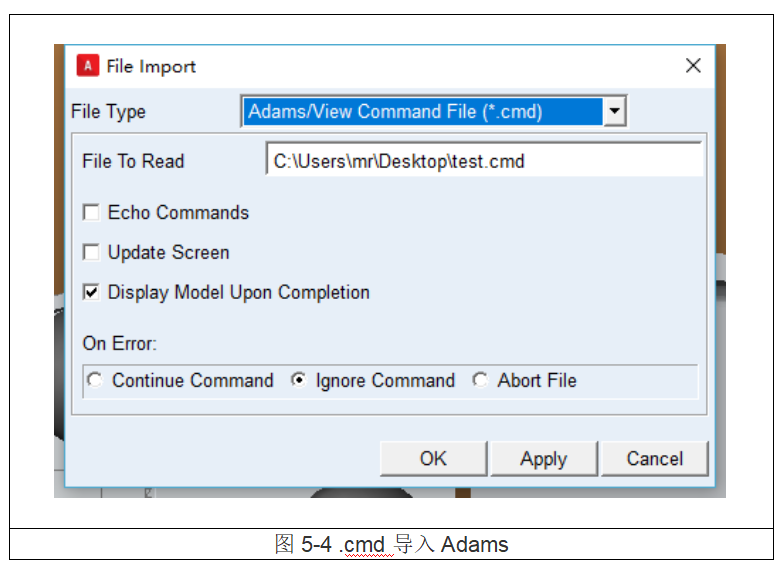 A File Import
File Type Adams/View Command File (*.cmd)
File To Read C:\Users\mr\Desktop\test.cmd
Echo Commands
Update Screen
Display Model Upon Completion
On Error:
Continue Command Ignore Command Abort File
OK Apply Cancel
图 5-4 .cmd 导入 Adams